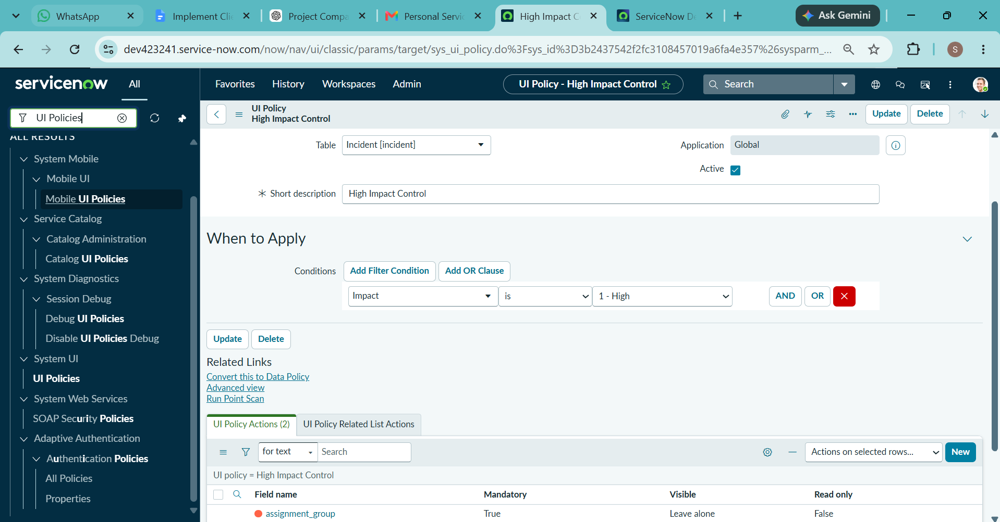 WhatsApp
Implement Clie
Project Compa
Personal Servic
High Impact C
ServiceNow De
Ask Gemini
dev423241.service-now.com/now/nav/ui/classic/params/target/sys_ui_policy.do%3Fsys_id%3D3b2437542f2fc3108457019a6fa4e357%26sysparm_...
S
servicenow
All
Favorites
History
Workspaces
Admin
UI Policy - High Impact Control
Search
UI Policies
ALL RESULTS
System Mobile
Mobile UI
Mobile UI Policies
Service Catalog
Catalog Administration
Catalog UI Policies
System Diagnostics
Session Debug
Debug UI Policies
Disable UI Policies Debug
System UI
UI Policies
System Web Services
SOAP Security Policies
Adaptive Authentication
Authentication Policies
All Policies
Properties
UI Policy
High Impact Control
Update
Delete
Table
Incident [incident]
Application
Global
Active
Short description
High Impact Control
When to Apply
Conditions
Add Filter Condition
Add OR Clause
Impact
is
1 - High
AND
OR
Update
Delete
Related Links
Convert this to Data Policy
Advanced view
Run Point Scan
UI Policy Actions (2)
UI Policy Related List Actions
for text
Search
Actions on selected rows...
New
UI policy = High Impact Control
Field name
Mandatory
Visible
Read only
assignment_group
True
Leave alone
False